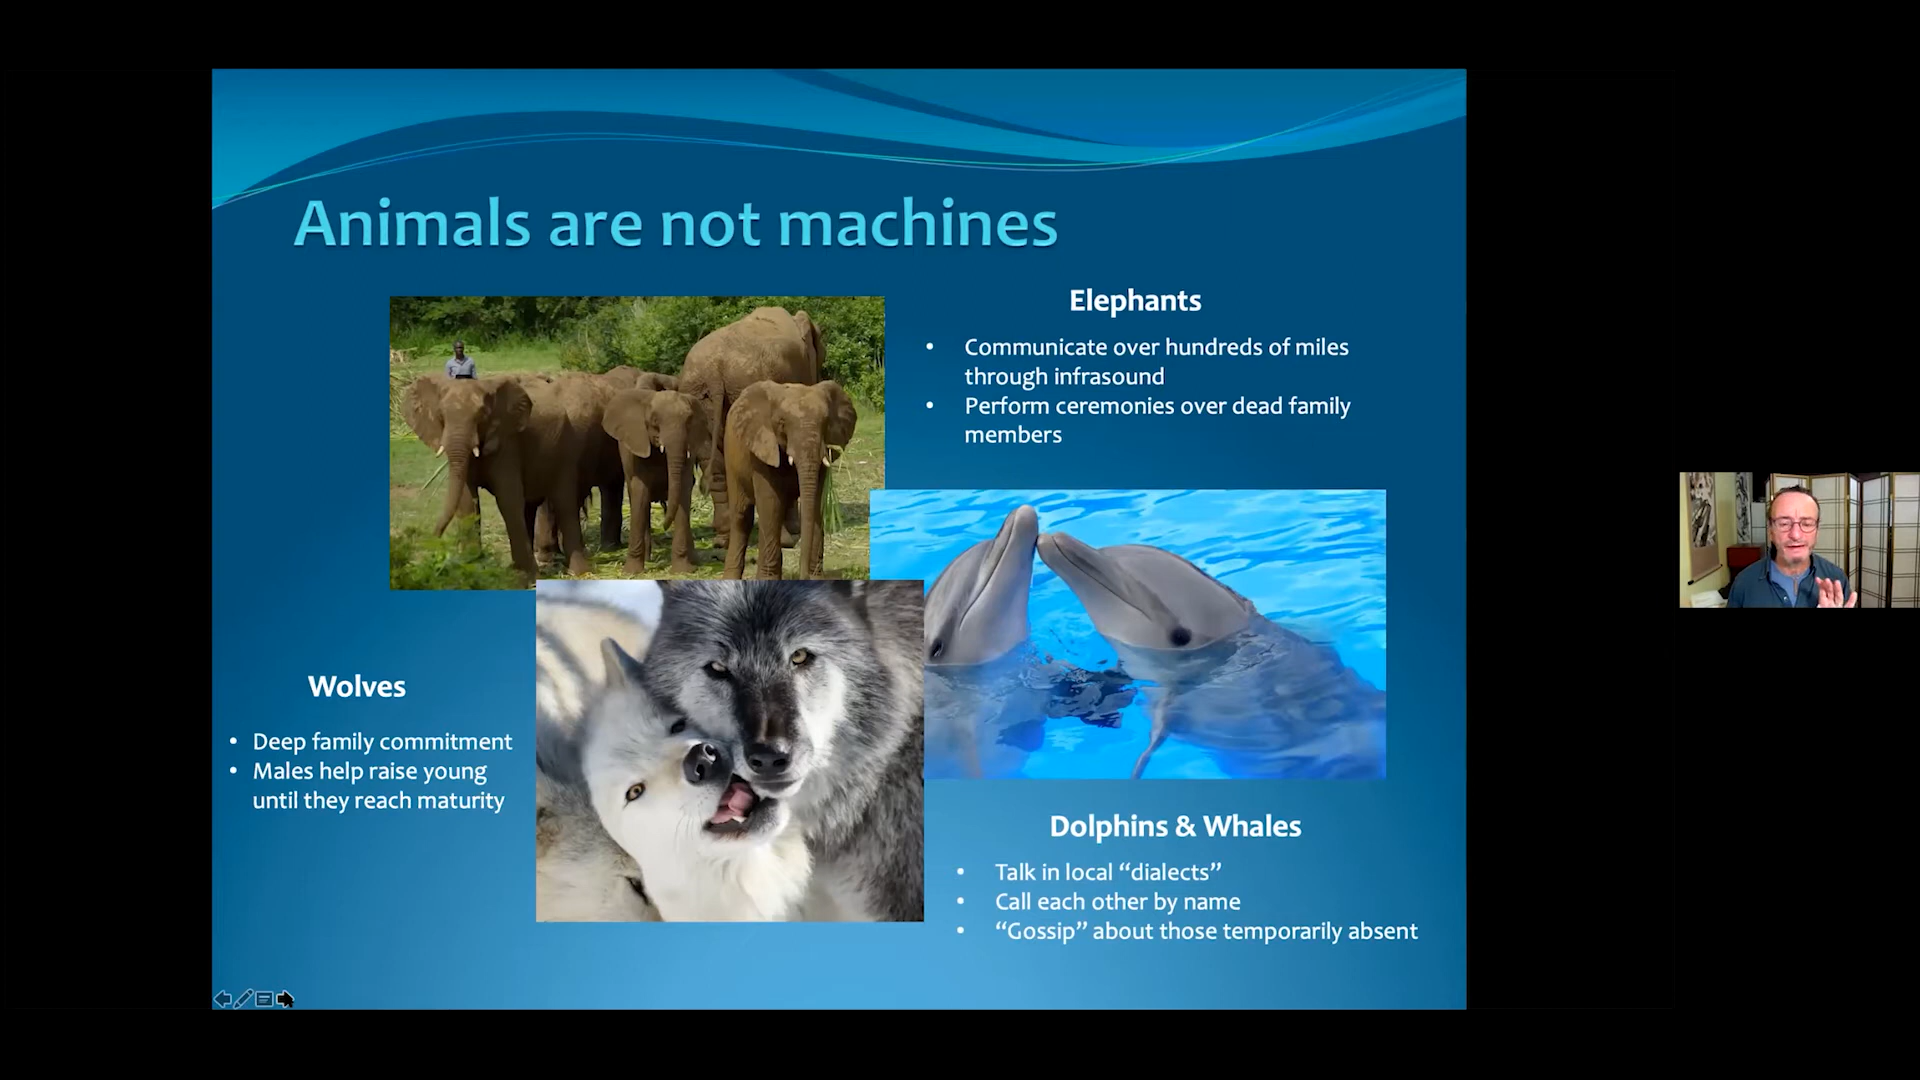 Animals are not machines
Elephants
• Communicate over hundreds of miles
through infrasound
• Perform ceremonies over dead family
members
Wolves
• Deep family commitment
• Males help raise young
until they reach maturity
Dolphins & Whales
• Talk in local “dialects”
• Call each other by name
• “Gossip” about those temporarily absent